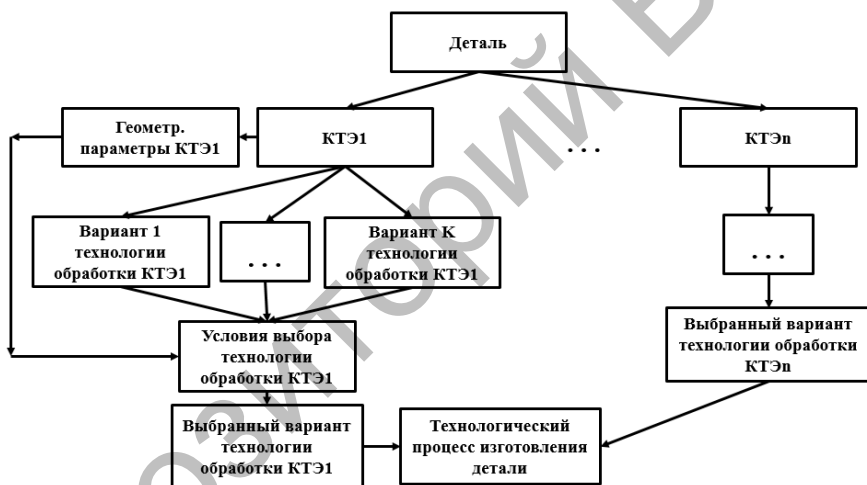 Деталь
Геометр.
параметры КТЭ1
КТЭ1
. . .
КТЭn
Вариант 1
технологии
обработки КТЭ1
. . .
Вариант К
технологии
обработки КТЭ1
. . .
Условия выбора
технологии
обработки КТЭ1
Выбранный вариант
технологии обработки
КТЭn
Выбранный вариант
технологии
обработки КТЭ1
Технологический
процесс изготовления
детали
озиторий В